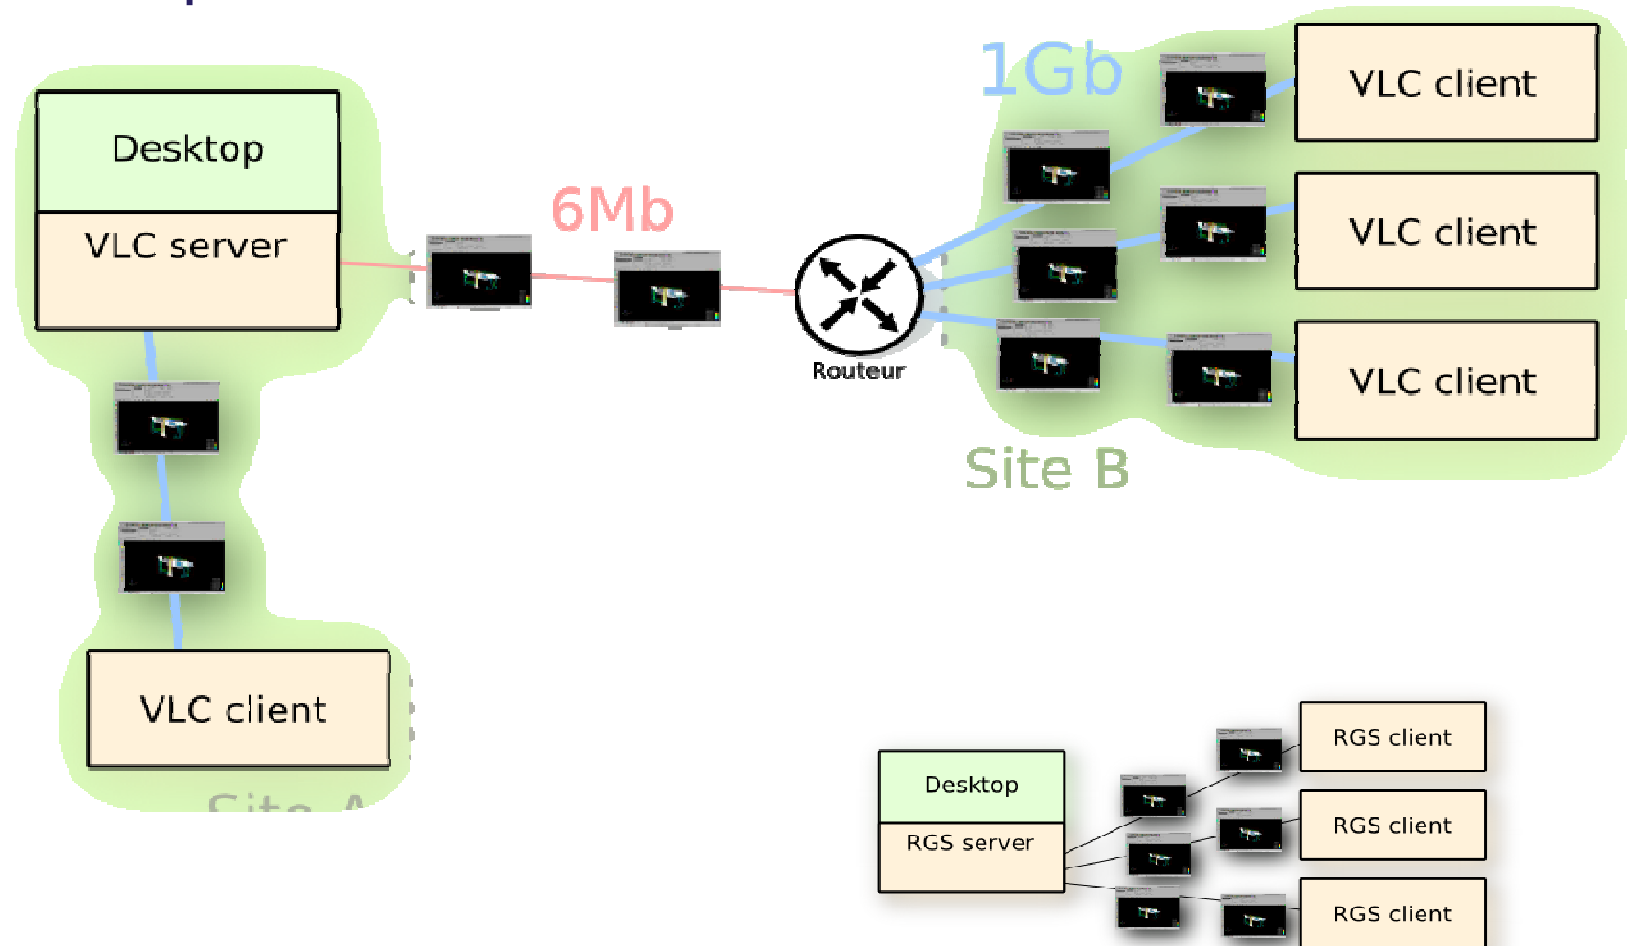 1Gb
VLC client
Desktop
VLC server
6Mb
VLC client
Routeur
VLC client
Site B
VLC client
Site A
Desktop
RGS server
RGS client
RGS client
RGS client